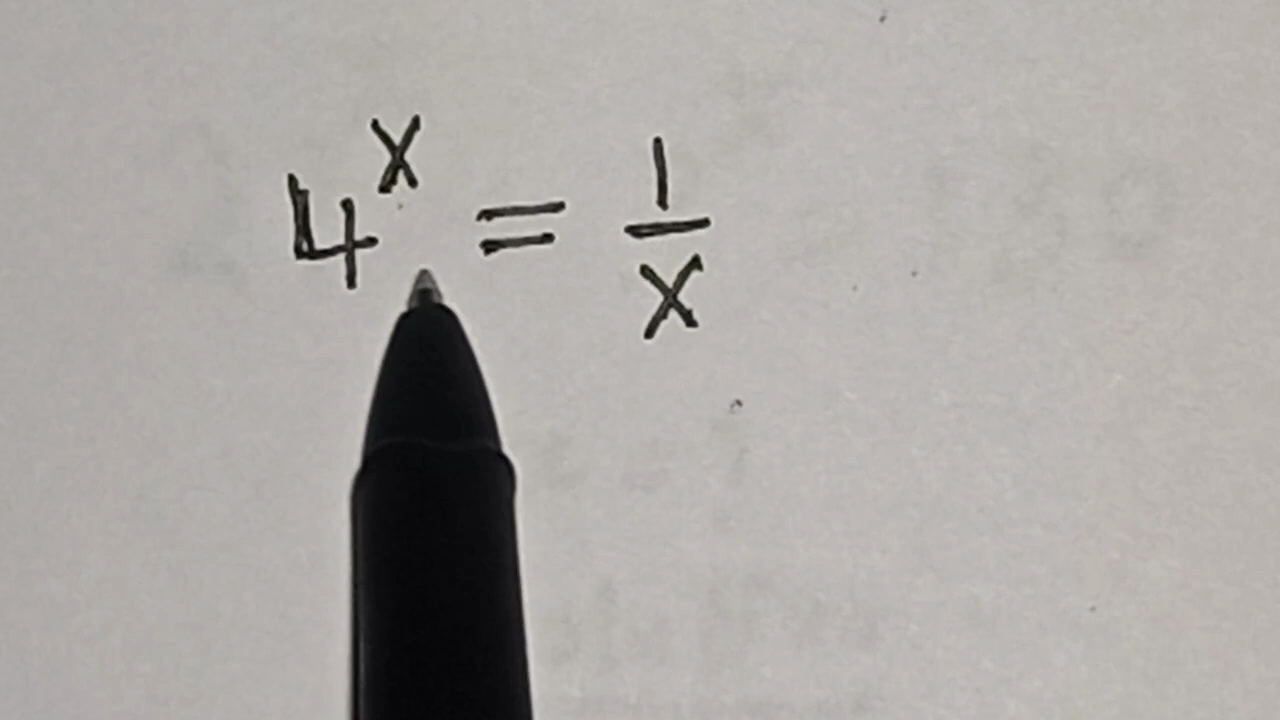 4^x = 1/x